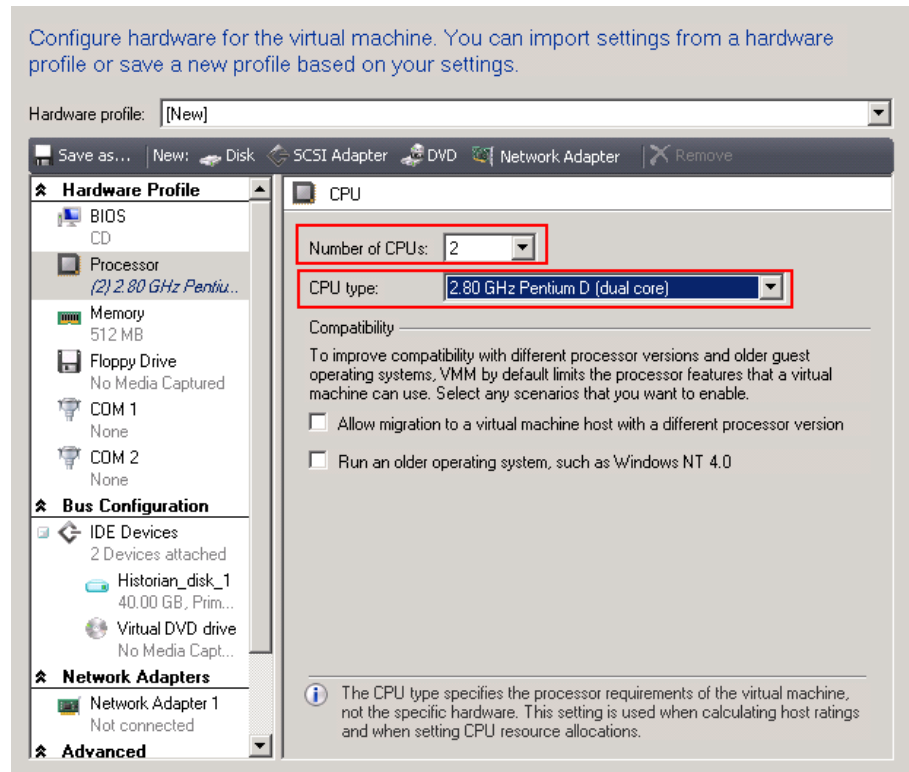 Configure hardware for the virtual machine. You can import settings from a hardware
profile or save a new profile based on your settings.
Hardware profile: [New]
Save as... New: Disk SCSI Adapter DVD Network Adapter Remove
Hardware Profile
BIOS
CD
Processor
(2) 2.80 GHz Pentiu...
Memory
512 MB
Floppy Drive
No Media Captured
COM 1
None
COM 2
None
Bus Configuration
IDE Devices
2 Devices attached
Historian_disk_1
40.00 GB, Prim...
Virtual DVD drive
No Media Capt...
Network Adapters
Network Adapter 1
Not connected
Advanced
CPU
Number of CPUs: 2
CPU type: 2.80 GHz Pentium D (dual core)
Compatibility
To improve compatibility with different processor versions and older guest
operating systems, VMM by default limits the processor features that a virtual
machine can use. Select any scenarios that you want to enable.
Allow migration to a virtual machine host with a different processor version
Run an older operating system, such as Windows NT 4.0
The CPU type specifies the processor requirements of the virtual machine,
not the specific hardware. This setting is used when calculating host ratings
and when setting CPU resource allocations.